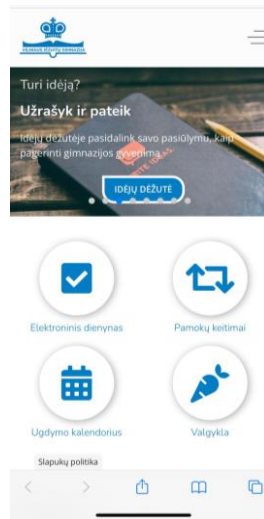 Turi idėją?
Užrašyk ir pateik
Idėjų dėžutėje pasidalink savo pasiūlymu, kaip
pagerinti gimnazijos gyvenimą.
IDĖJŲ DĖŽUTĖ
Elektroninis dienynas
Pamokų keitimai
Ugdymo kalendorius
Valgykla
Slapukų politika